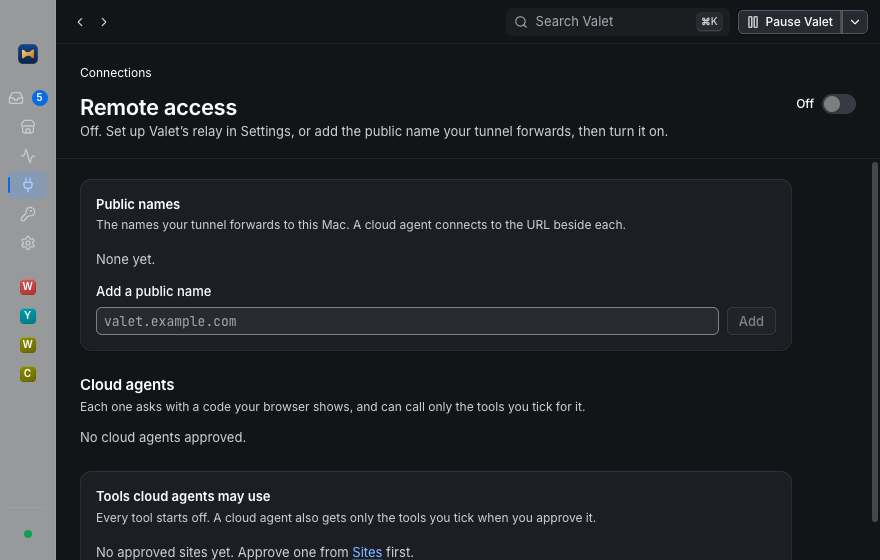 Search Valet
⌘K
Pause Valet
5
W
Y
W
C
Connections
Remote access
Off
Off. Set up Valet’s relay in Settings, or add the public name your tunnel forwards, then turn it on.
Public names
The names your tunnel forwards to this Mac. A cloud agent connects to the URL beside each.
None yet.
Add a public name
valet.example.com
Add
Cloud agents
Each one asks with a code your browser shows, and can call only the tools you tick for it.
No cloud agents approved.
Tools cloud agents may use
Every tool starts off. A cloud agent also gets only the tools you tick when you approve it.
No approved sites yet. Approve one from Sites first.